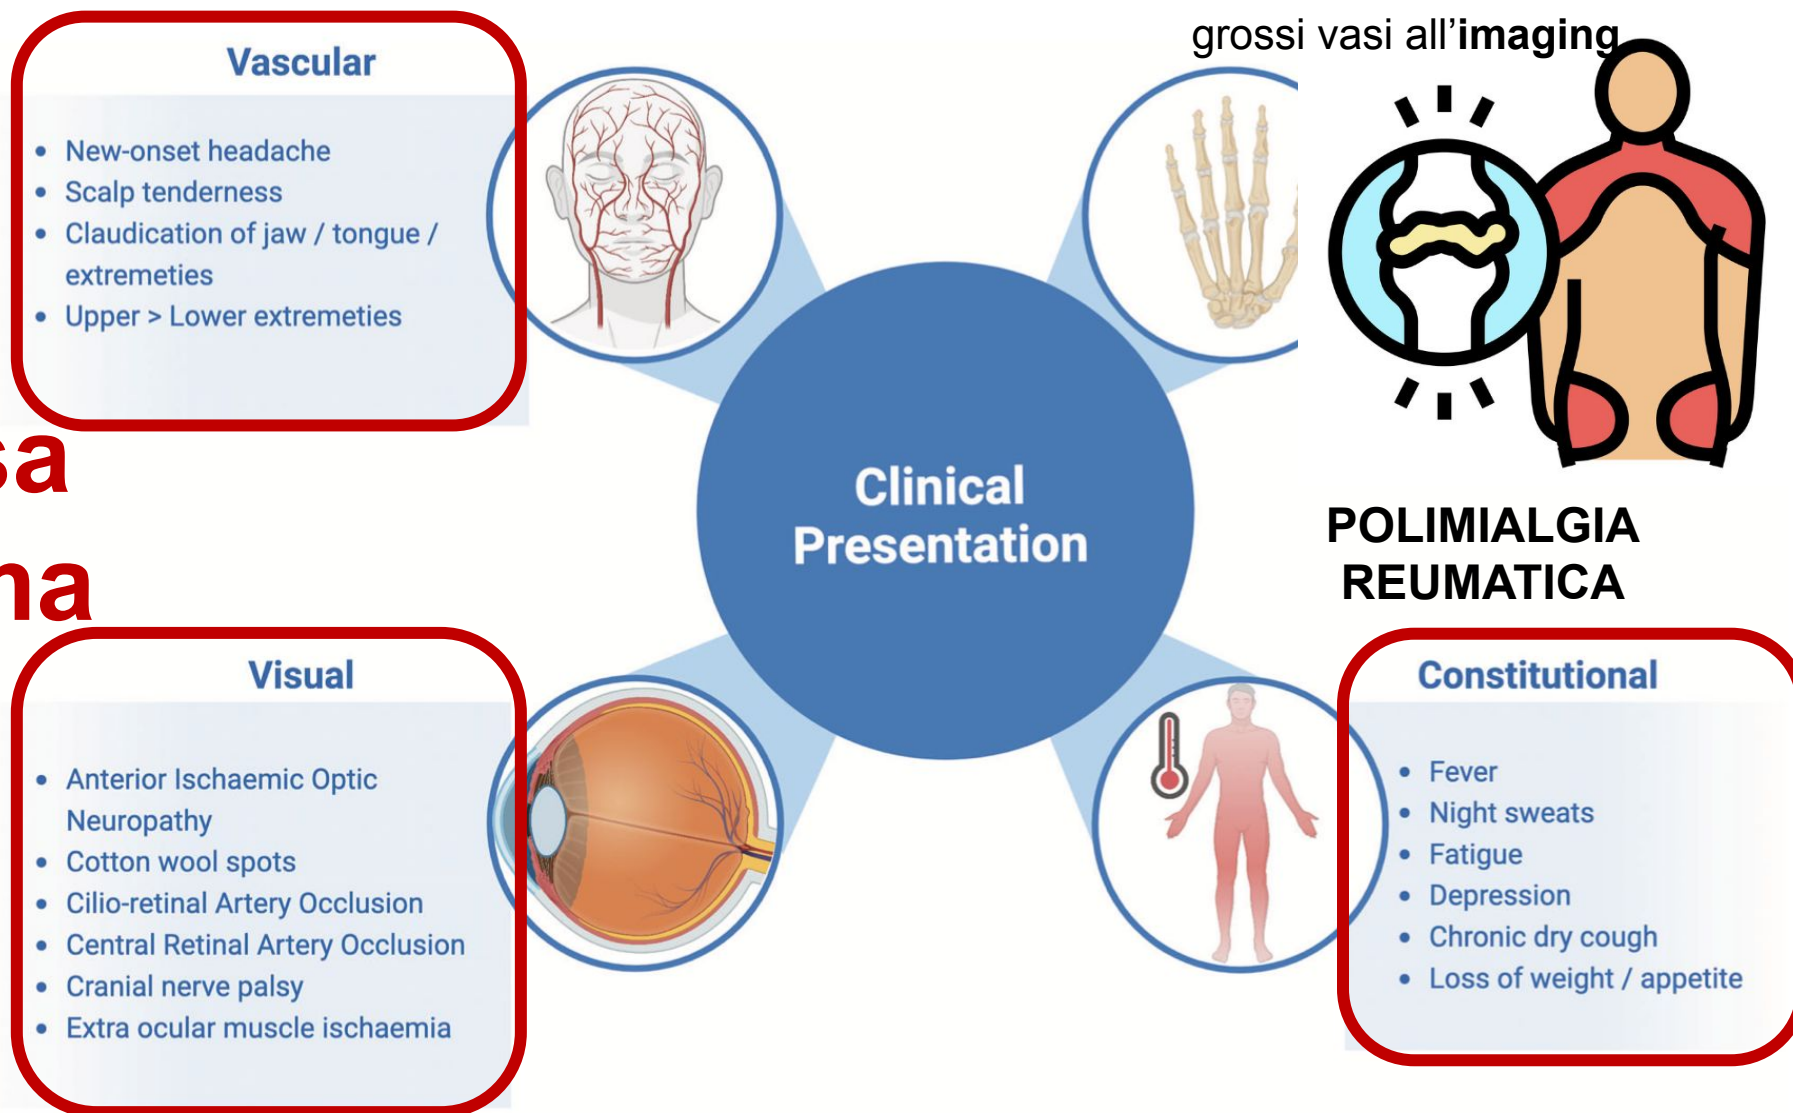 grossi vasi all'imaging
Vascular
• New-onset headache
• Scalp tenderness
• Claudication of jaw / tongue /
extremeties
• Upper > Lower extremeties
sa
na
Clinical
Presentation
POLIMIALGIA
REUMATICA
Visual
• Anterior Ischaemic Optic
Neuropathy
• Cotton wool spots
• Cilio-retinal Artery Occlusion
• Central Retinal Artery Occlusion
• Cranial nerve palsy
• Extra ocular muscle ischaemia
Constitutional
• Fever
• Night sweats
• Fatigue
• Depression
• Chronic dry cough
• Loss of weight / appetite